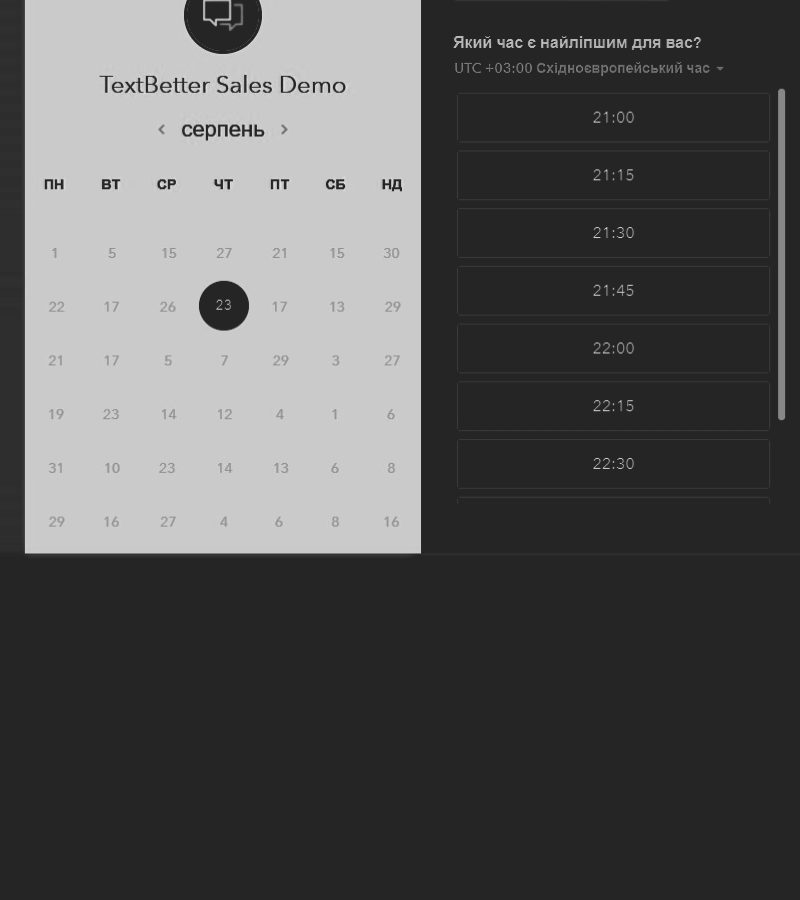 TextBetter Sales Demo
серпень
ПН ВТ СР ЧТ ПТ СБ НД
1 5 15 27 21 15 30
22 17 26 23 17 13 29
21 17 5 7 29 3 27
19 23 14 12 4 1 6
31 10 23 14 13 6 8
29 16 27 4 6 8 16
Який час є найліпшим для вас?
UTC +03:00 Східноєвропейський час
21:00
21:15
21:30
21:45
22:00
22:15
22:30